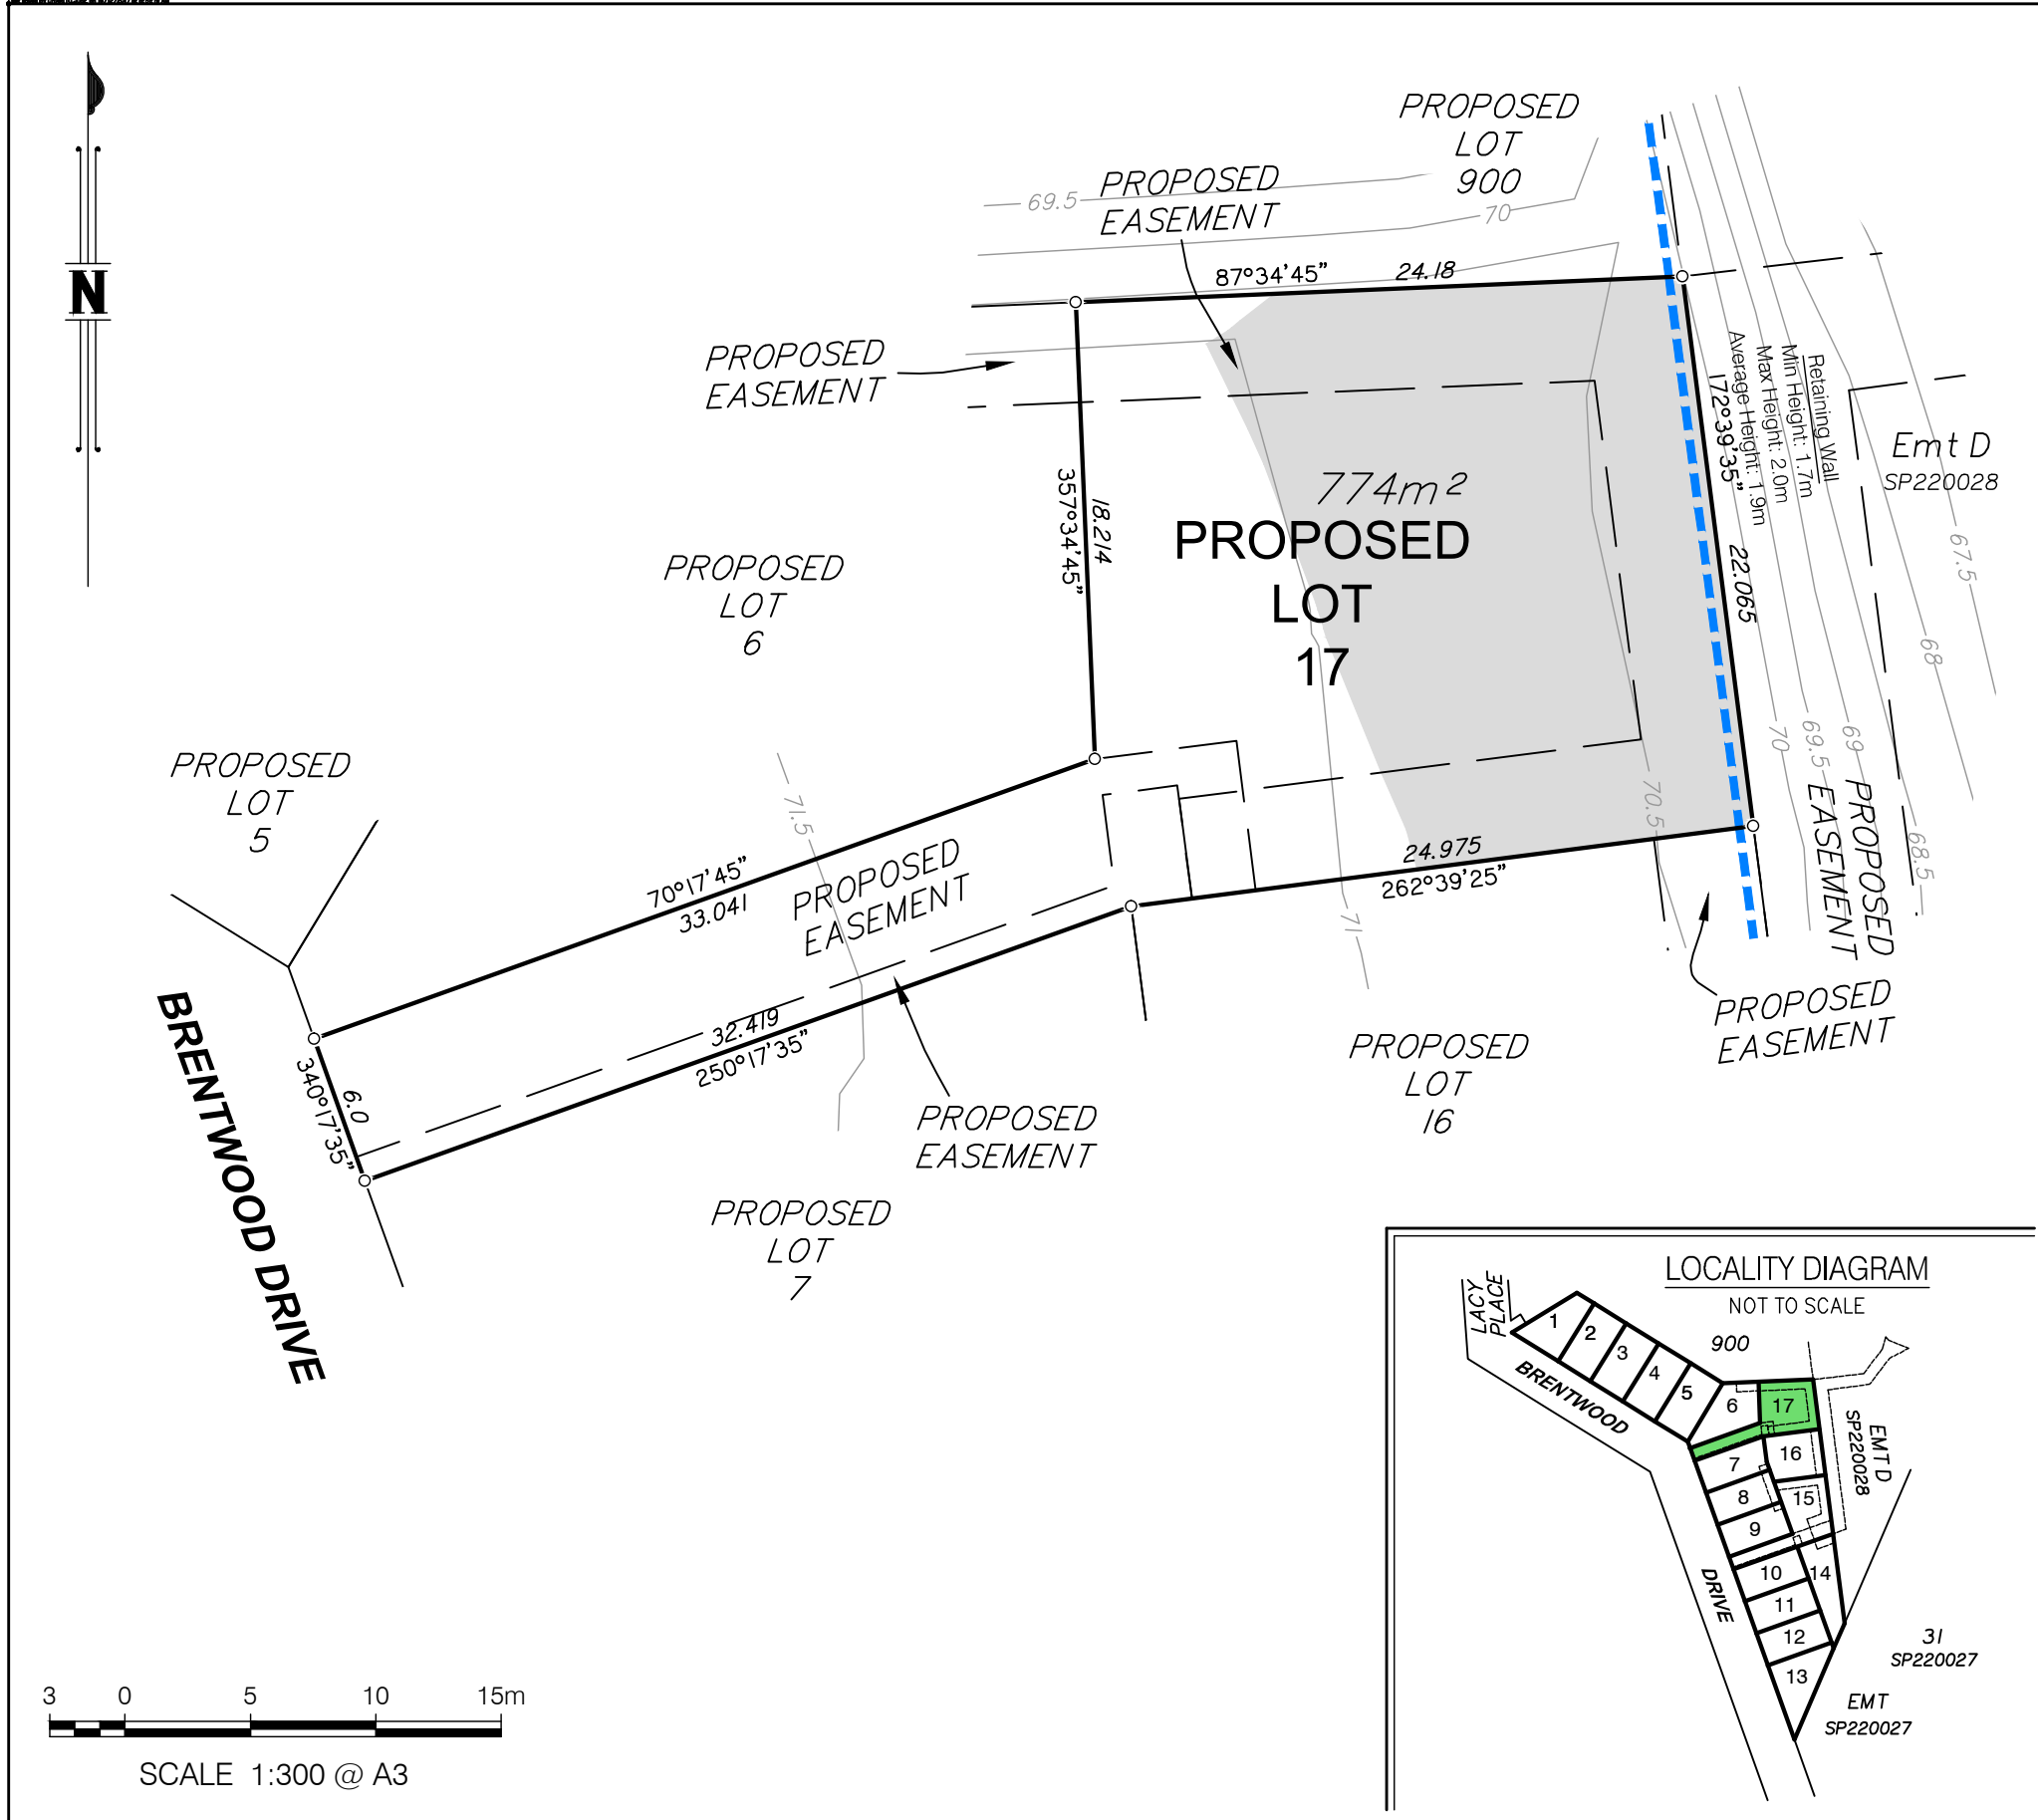 N
PROPOSED
LOT
900
PROPOSED
EASEMENT
69.5
70
87°34'45"
24.18
PROPOSED
EASEMENT
Retaining Wall
Min Height: 1.7m
Max Height: 2.0m
Average Height: 1.9m
172°39'35"
22.065
Emt D
SP220028
357°34'45"
18.214
774m²
PROPOSED
LOT
17
PROPOSED
LOT
6
67.5
68
PROPOSED
LOT
5
71.5
70.5
70
69.5
69
68.5
PROPOSED
EASEMENT
70°17'45"
33.041
PROPOSED
EASEMENT
24.975
262°39'25"
71
PROPOSED
EASEMENT
32.419
250°17'35"
6.0
340°17'35"
BRENTWOOD DRIVE
PROPOSED
EASEMENT
PROPOSED
LOT
16
PROPOSED
LOT
7
LOCALITY DIAGRAM
NOT TO SCALE
LACY
PLACE
900
1
2
3
4
5
6
17
BRENTWOOD
16
7
8
15
9
EMT D
SP220028
10
14
11
12
13
DRIVE
31
SP220027
EMT
SP220027
3 0 5 10 15m
SCALE 1:300 @ A3